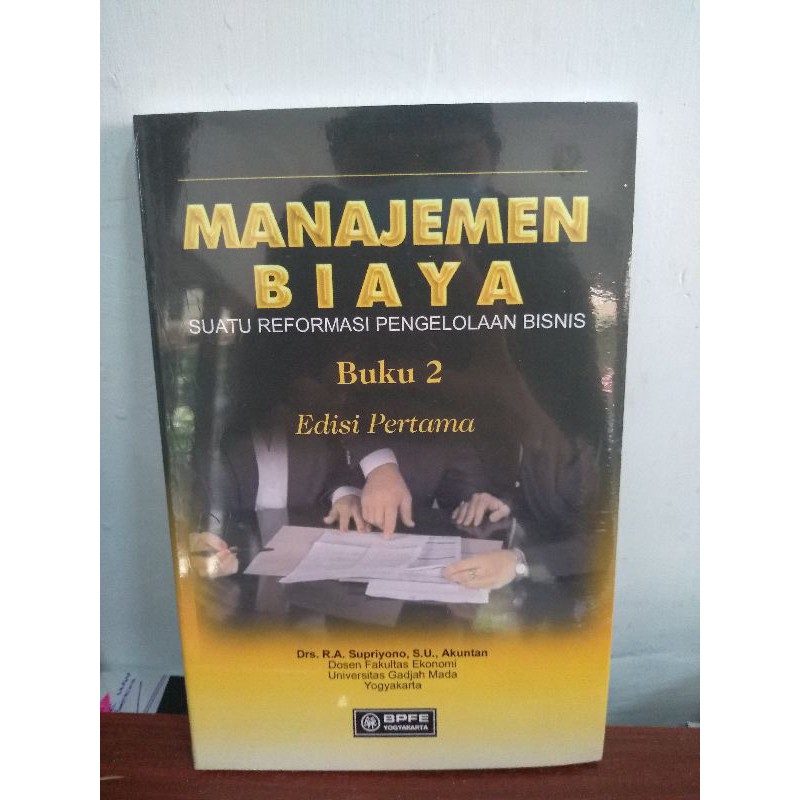 MANAJEMEN
BIAYA
SUATU REFORMASI PENGELOLAAN BISNIS
Buku 2
Edisi Pertama
Drs. R.A. Supriyono, S.U., Akuntan
Dosen Fakultas Ekonomi
Universitas Gadjah Mada
Yogyakarta
BPFE
YOGYAKARTA